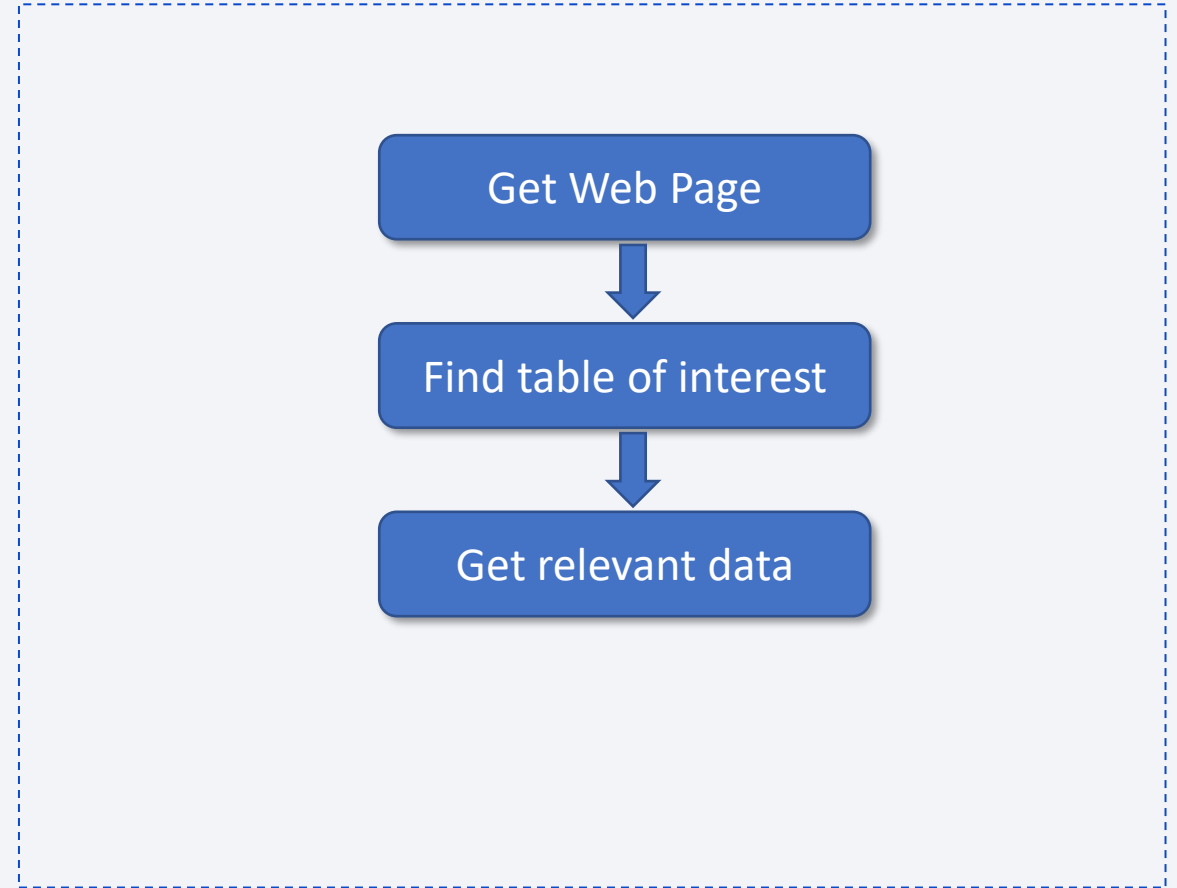 Get Web Page
Find table of interest
Get relevant data